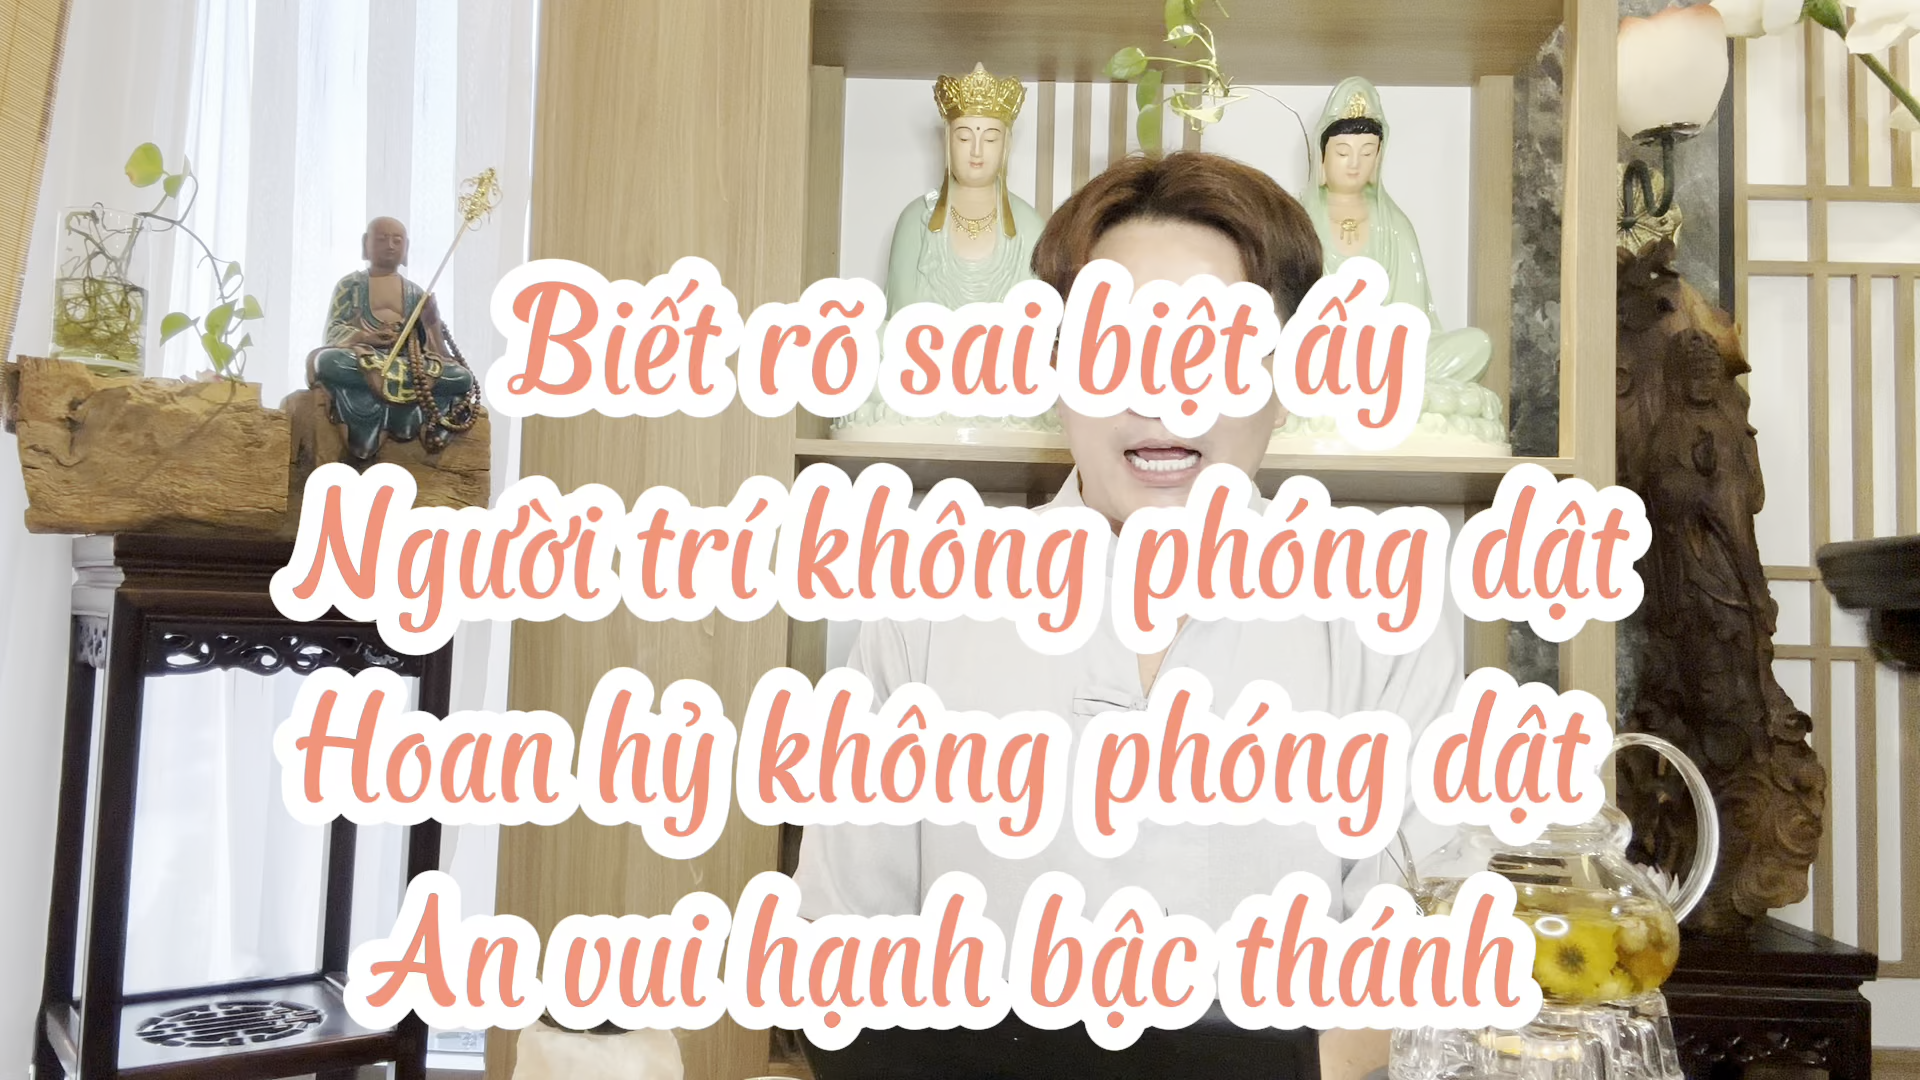 Biết rõ sai biệt ấy
Người trí không phóng dật
Hoan hỷ không phóng dật
An vui hạnh bậc thánh